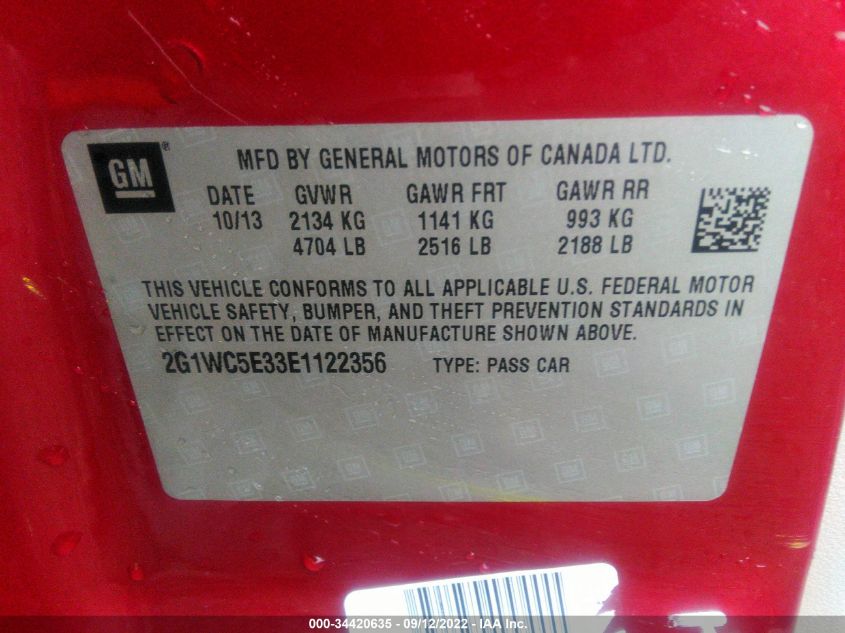 GM®
MFD BY GENERAL MOTORS OF CANADA LTD.
DATE GVWR GAWR FRT GAWR RR
10/13 2134 KG 1141 KG 993 KG
4704 LB 2516 LB 2188 LB
THIS VEHICLE CONFORMS TO ALL APPLICABLE U.S. FEDERAL MOTOR
VEHICLE SAFETY, BUMPER, AND THEFT PREVENTION STANDARDS IN
EFFECT ON THE DATE OF MANUFACTURE SHOWN ABOVE.
2G1WC5E33E1122356 TYPE: PASS CAR
000-34420635 - 09/12/2022 - IAA Inc.